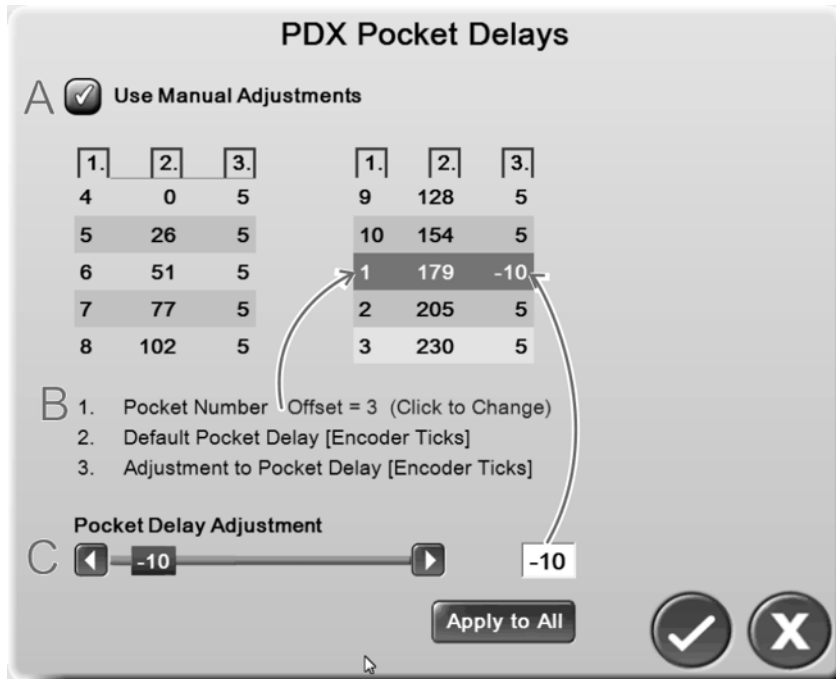 PDX Pocket Delays
A Use Manual Adjustments
1. 2. 3. 1. 2. 3.
4 0 5 9 128 5
5 26 5 10 154 5
6 51 5 1 179 -10
7 77 5 2 205 5
8 102 5 3 230 5
B 1. Pocket Number Offset = 3 (Click to Change)
2. Default Pocket Delay [Encoder Ticks]
3. Adjustment to Pocket Delay [Encoder Ticks]
Pocket Delay Adjustment
C -10 -10
Apply to All
X